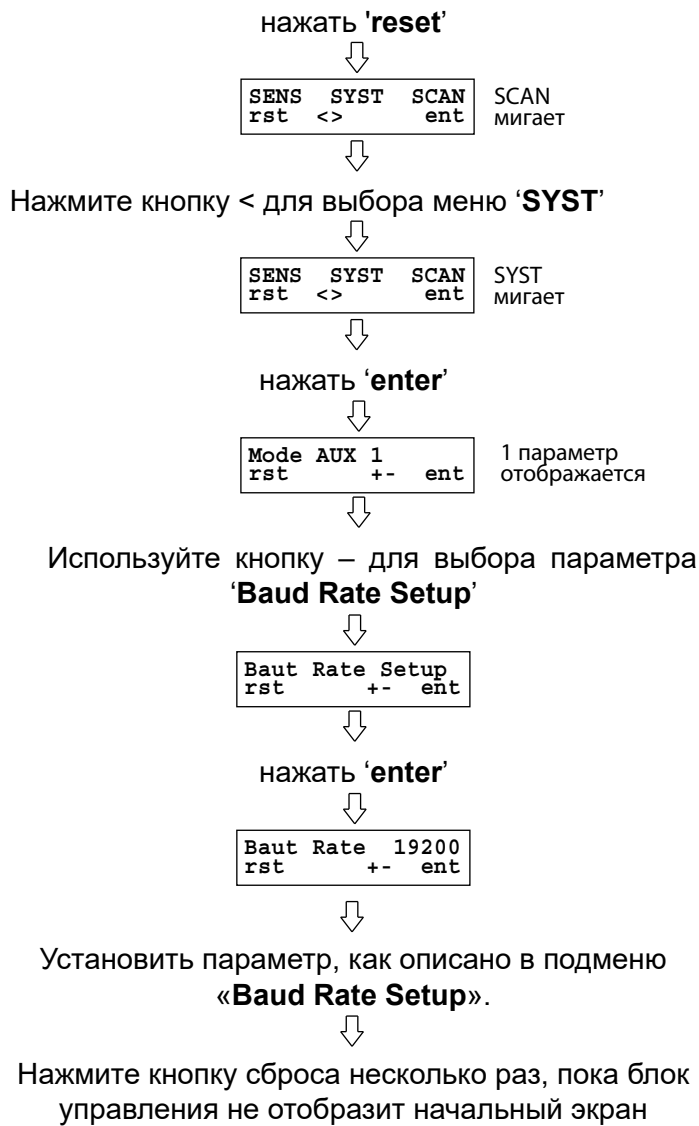 нажать 'reset'
SENS SYST SCAN
rst <> ent
SCAN
мигает
Нажмите кнопку < для выбора меню ‘SYST’
SENS SYST SCAN
rst <> ent
SYST
мигает
нажать ‘enter’
Mode AUX 1
rst +- ent
1 параметр
отображается
Используйте кнопку – для выбора параметра
‘Baud Rate Setup’
Baut Rate Setup
rst +- ent
нажать ‘enter’
Baut Rate 19200
rst +- ent
Установить параметр, как описано в подменю
«Baud Rate Setup».
Нажмите кнопку сброса несколько раз, пока блок
управления не отобразит начальный экран